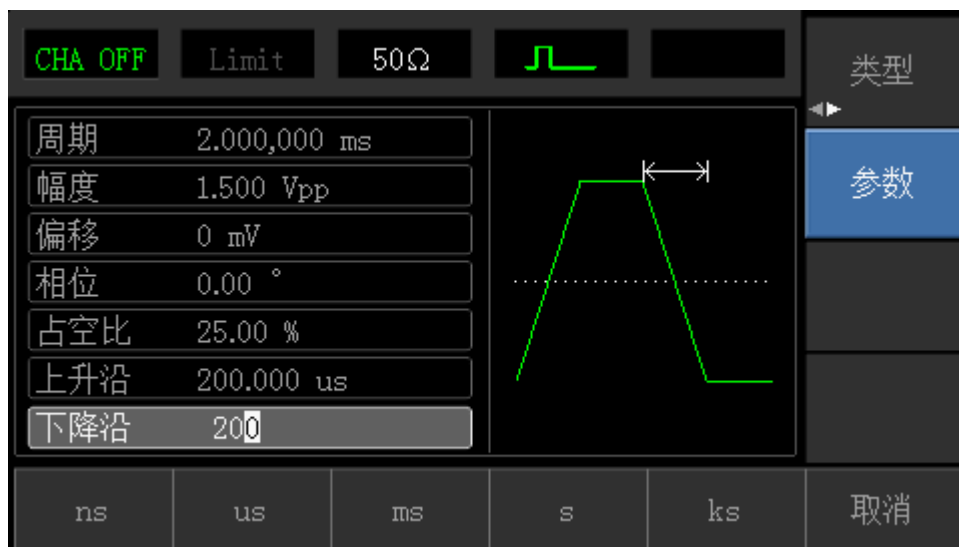 CHA OFF Limit 50Ω
类型
周期 2.000,000 ms
参数
幅度 1.500 Vpp
偏移 0 mV
相位 0.00 °
占空比 25.00 %
上升沿 200.000 us
下降沿 200
ns us ms s ks 取消